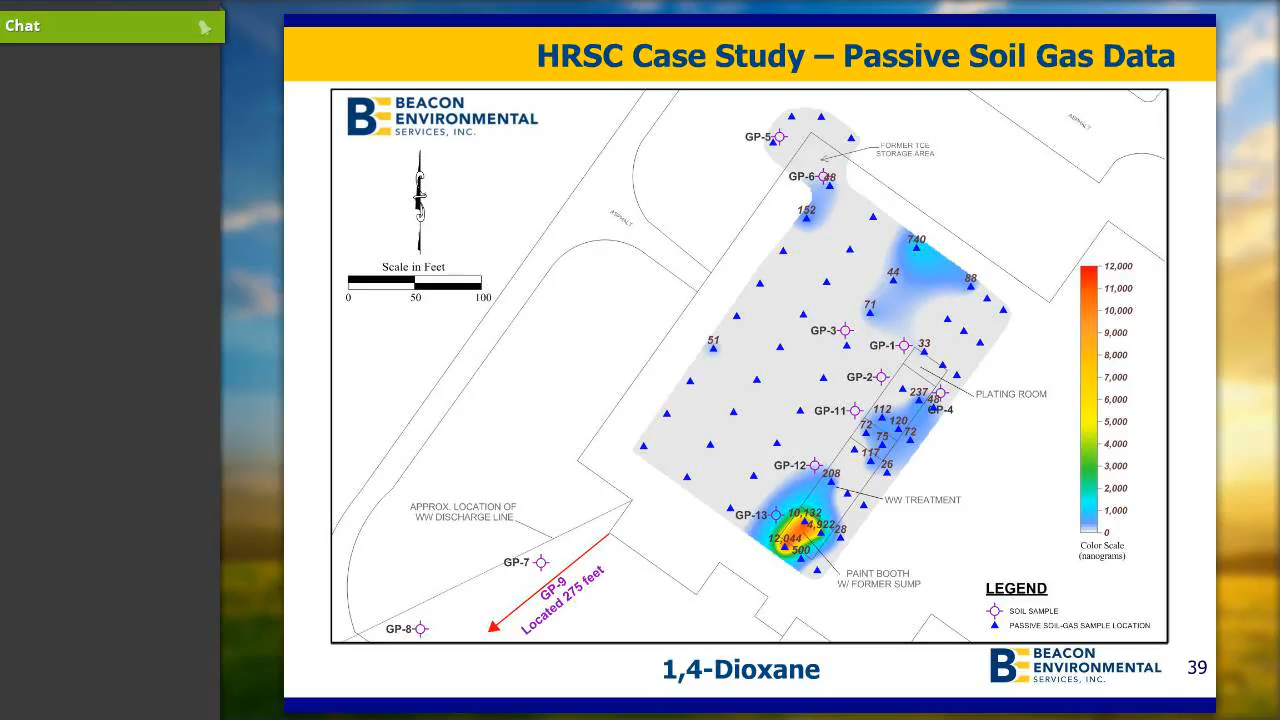 Chat
HRSC Case Study – Passive Soil Gas Data
BEACON
ENVIRONMENTAL
SERVICES, INC.
Scale in Feet
0 50 100
ASPHALT
ASPHALT
FORMER TCE
STORAGE AREA
GP-5
GP-6
48
152
740
44
88
71
GP-3
51
GP-1
33
GP-2
PLATING ROOM
237
48
GP-4
GP-11
112
120
72
72
75
117
26
GP-12
208
WW TREATMENT
APPROX. LOCATION OF
WW DISCHARGE LINE
GP-13
10,132
4,922
28
12,044
500
PAINT BOOTH
W/ FORMER SUMP
GP-7
GP-9
Located 275 feet
GP-8
12,000
11,000
10,000
9,000
8,000
7,000
6,000
5,000
4,000
3,000
2,000
1,000
0
Color Scale
(nanograms)
LEGEND
SOIL SAMPLE
PASSIVE SOIL-GAS SAMPLE LOCATION
1,4-Dioxane
BEACON
ENVIRONMENTAL
SERVICES, INC.
39